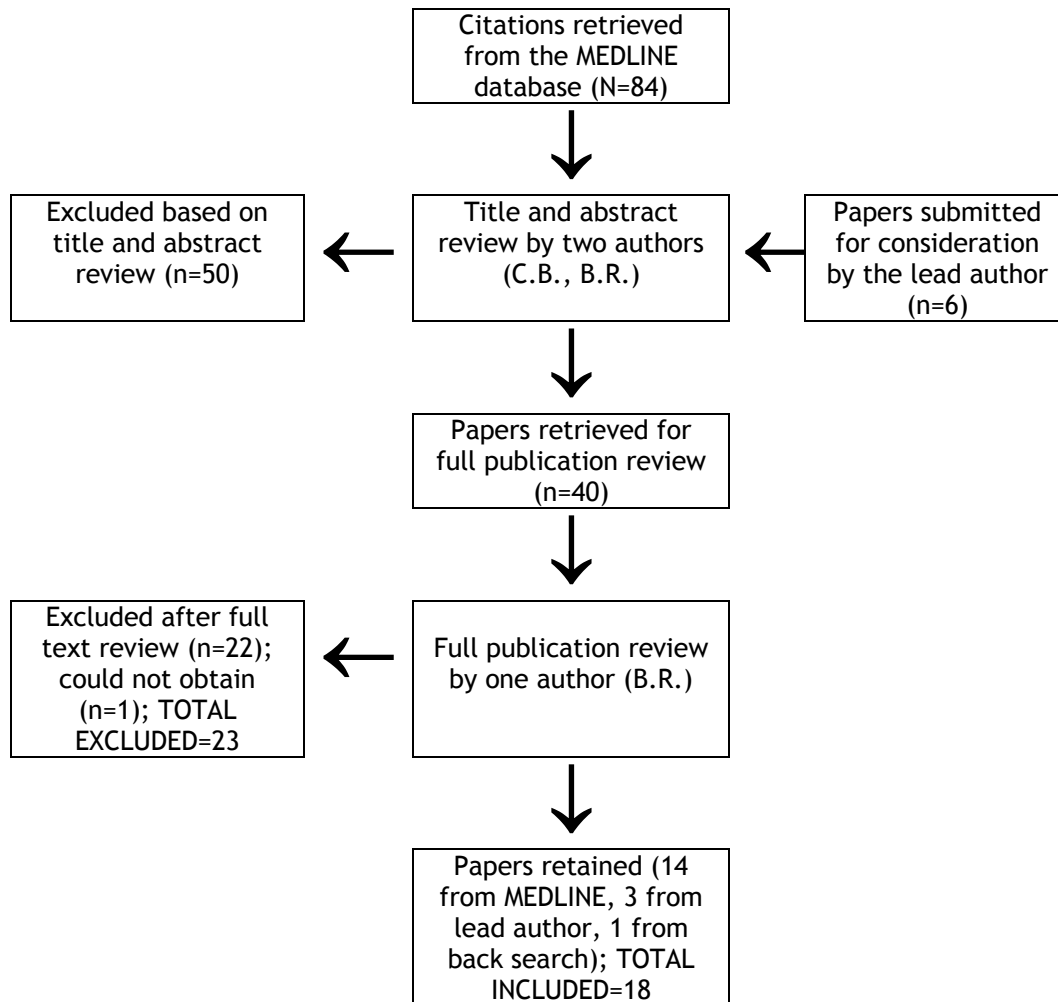 Citations retrieved
from the MEDLINE
database (N=84)
Excluded based on
title and abstract
review (n=50)
Title and abstract
review by two authors
(C.B., B.R.)
Papers submitted
for consideration
by the lead author
(n=6)
Papers retrieved for
full publication review
(n=40)
Excluded after full
text review (n=22);
could not obtain
(n=1); TOTAL
EXCLUDED=23
Full publication review
by one author (B.R.)
Papers retained (14
from MEDLINE, 3 from
lead author, 1 from
back search); TOTAL
INCLUDED=18